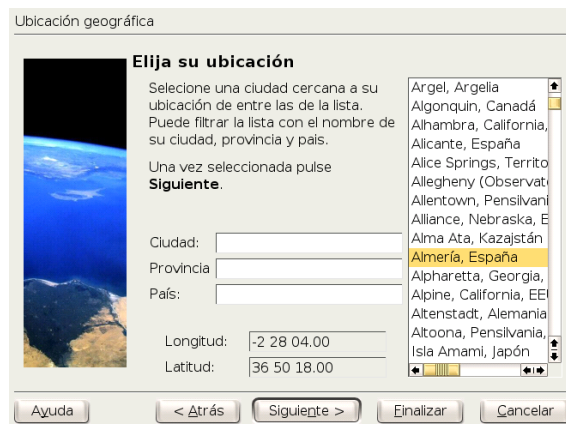 Ubicación geográfica
Elija su ubicación
Selecione una ciudad cercana a su
ubicación de entre las de la lista.
Puede filtrar la lista con el nombre de
su ciudad, provincia y pais.
Una vez seleccionada pulse
Siguiente.
Ciudad:
Provincia
País:
Longitud: -2 28 04.00
Latitud: 36 50 18.00
Argel, Argelia
Algonquin, Canadá
Alhambra, California,
Alicante, España
Alice Springs, Territo
Allegheny (Observat
Allentown, Pensilvani
Alliance, Nebraska, E
Alma Ata, Kazajstán
Almería, España
Alpharetta, Georgia,
Alpine, California, EE
Altenstadt, Alemania
Altoona, Pensilvania,
Isla Amami, Japón
Ayuda < Atrás Siguiente > Finalizar Cancelar